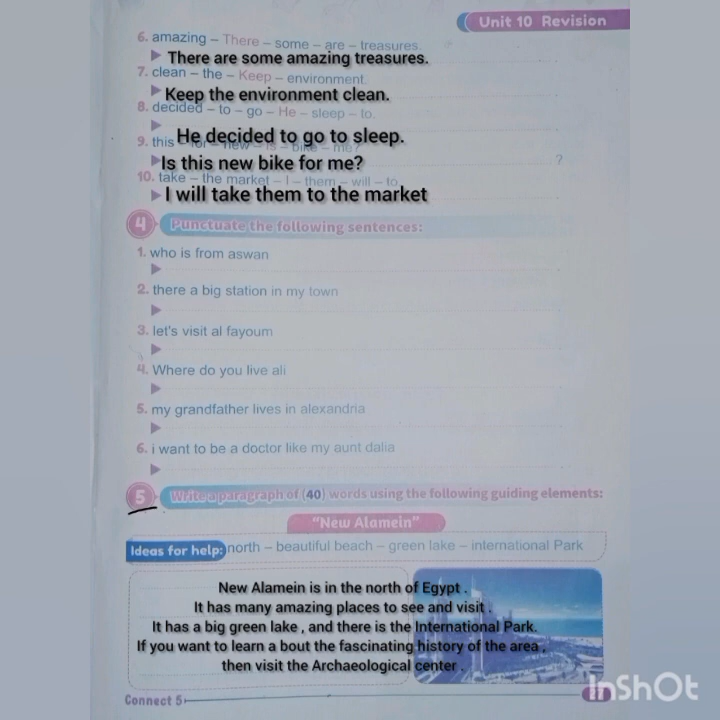 Unit 10 Revision
6. amazing – There – some – are – treasures.
There are some amazing treasures.
7. clean – the – Keep – environment.
Keep the environment clean.
8. decided – to – go – He – sleep – to.
He decided to go to sleep.
9. this – for – new – is – bike – me?
Is this new bike for me? ?
10. take – the market – I – them – will – to
I will take them to the market
4 Punctuate the following sentences:
1. who is from aswan
2. there a big station in my town
3. let's visit al fayoum
4. Where do you live ali
5. my grandfather lives in alexandria
6. i want to be a doctor like my aunt dalia
5 Write a paragraph of (40) words using the following guiding elements:
"New Alamein"
Ideas for help: north – beautiful beach – green lake – international Park
New Alamein is in the north of Egypt .
It has many amazing places to see and visit .
It has a big green lake , and there is the International Park.
If you want to learn a bout the fascinating history of the area ,
then visit the Archaeological center .
Connect 5
InShOt